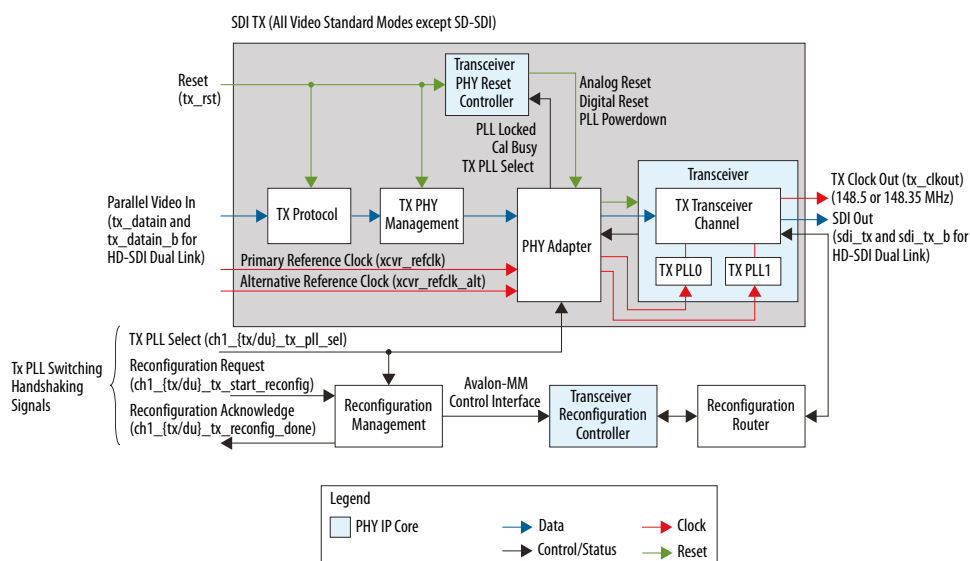 SDI TX (All Video Standard Modes except SD-SDI)
Reset
(tx_rst)
Transceiver
PHY Reset
Controller
Analog Reset
Digital Reset
PLL Powerdown
PLL Locked
Cal Busy
TX PLL Select
Parallel Video In
(tx_datain and
tx_datain_b for
HD-SDI Dual Link)
TX Protocol
TX PHY
Management
PHY Adapter
Transceiver
TX Transceiver
Channel
TX PLL0
TX PLL1
TX Clock Out (tx_clkout)
(148.5 or 148.35 MHz)
SDI Out
(sdi_tx and sdi_tx_b for
HD-SDI Dual Link)
Primary Reference Clock (xcvr_refclk)
Alternative Reference Clock (xcvr_refclk_alt)
Tx PLL Switching
Handshaking
Signals
TX PLL Select (ch1_{tx/du}_tx_pll_sel)
Reconfiguration Request
(ch1_{tx/du}_tx_start_reconfig)
Reconfiguration Acknowledge
(ch1_{tx/du}_tx_reconfig_done)
Reconfiguration
Management
Avalon-MM
Control Interface
Transceiver
Reconfiguration
Controller
Reconfiguration
Router
Legend
PHY IP Core
Data
Control/Status
Clock
Reset